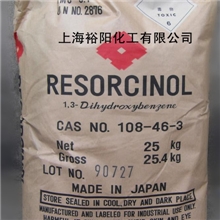 U N NO. 2876
TOXIC
上海裕阳化工有限公司
RESORCINOL
1,3-Dihydroxybenzene
CAS NO. 108-46-3
Net 25 kg
Gross 25.4 kg
LOT NO. 90727
MADE IN JAPAN
STORE SEALED IN COOL, DRY AND DARK PLACE
MANUFACTURED AND LABELED FOR INDUSTRIAL USE ONLY